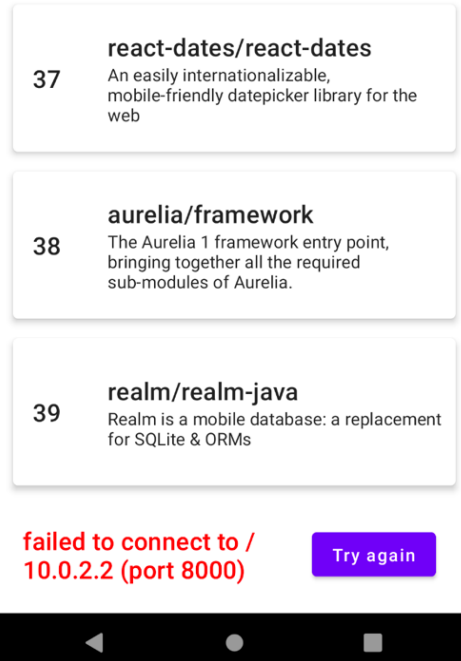 37
react-dates/react-dates
An easily internationalizable,
mobile-friendly datepicker library for the
web
38
aurelia/framework
The Aurelia 1 framework entry point,
bringing together all the required
sub-modules of Aurelia.
39
realm/realm-java
Realm is a mobile database: a replacement
for SQLite & ORMs
failed to connect to /
10.0.2.2 (port 8000)
Try again